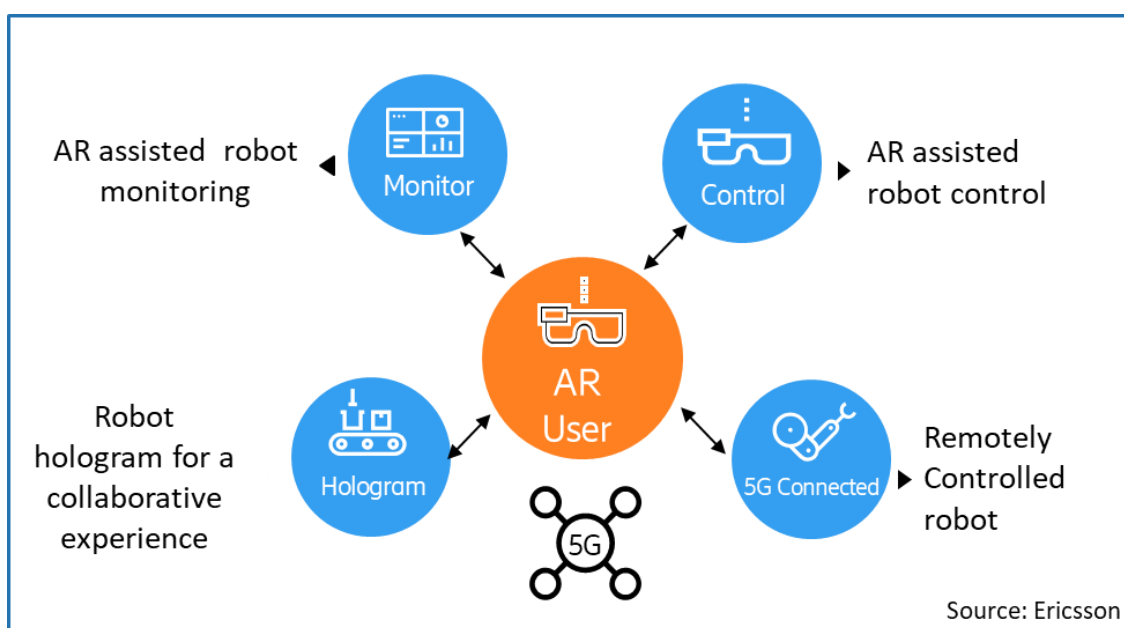 AR assisted robot
monitoring
Monitor
Control
AR assisted
robot control
AR
User
Robot
hologram for a
collaborative
experience
Hologram
5G Connected
Remotely
Controlled
robot
5G
Source: Ericsson